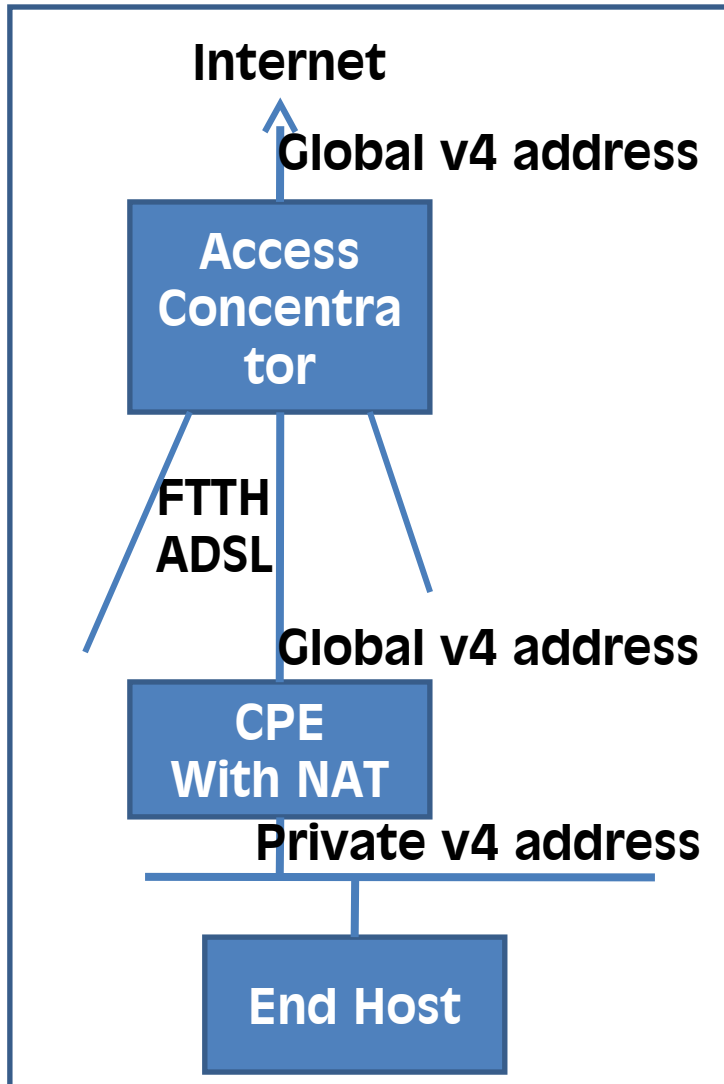 Internet
Global v4 address
Access
Concentra
tor
FTTH
ADSL
Global v4 address
CPE
With NAT
Private v4 address
End Host